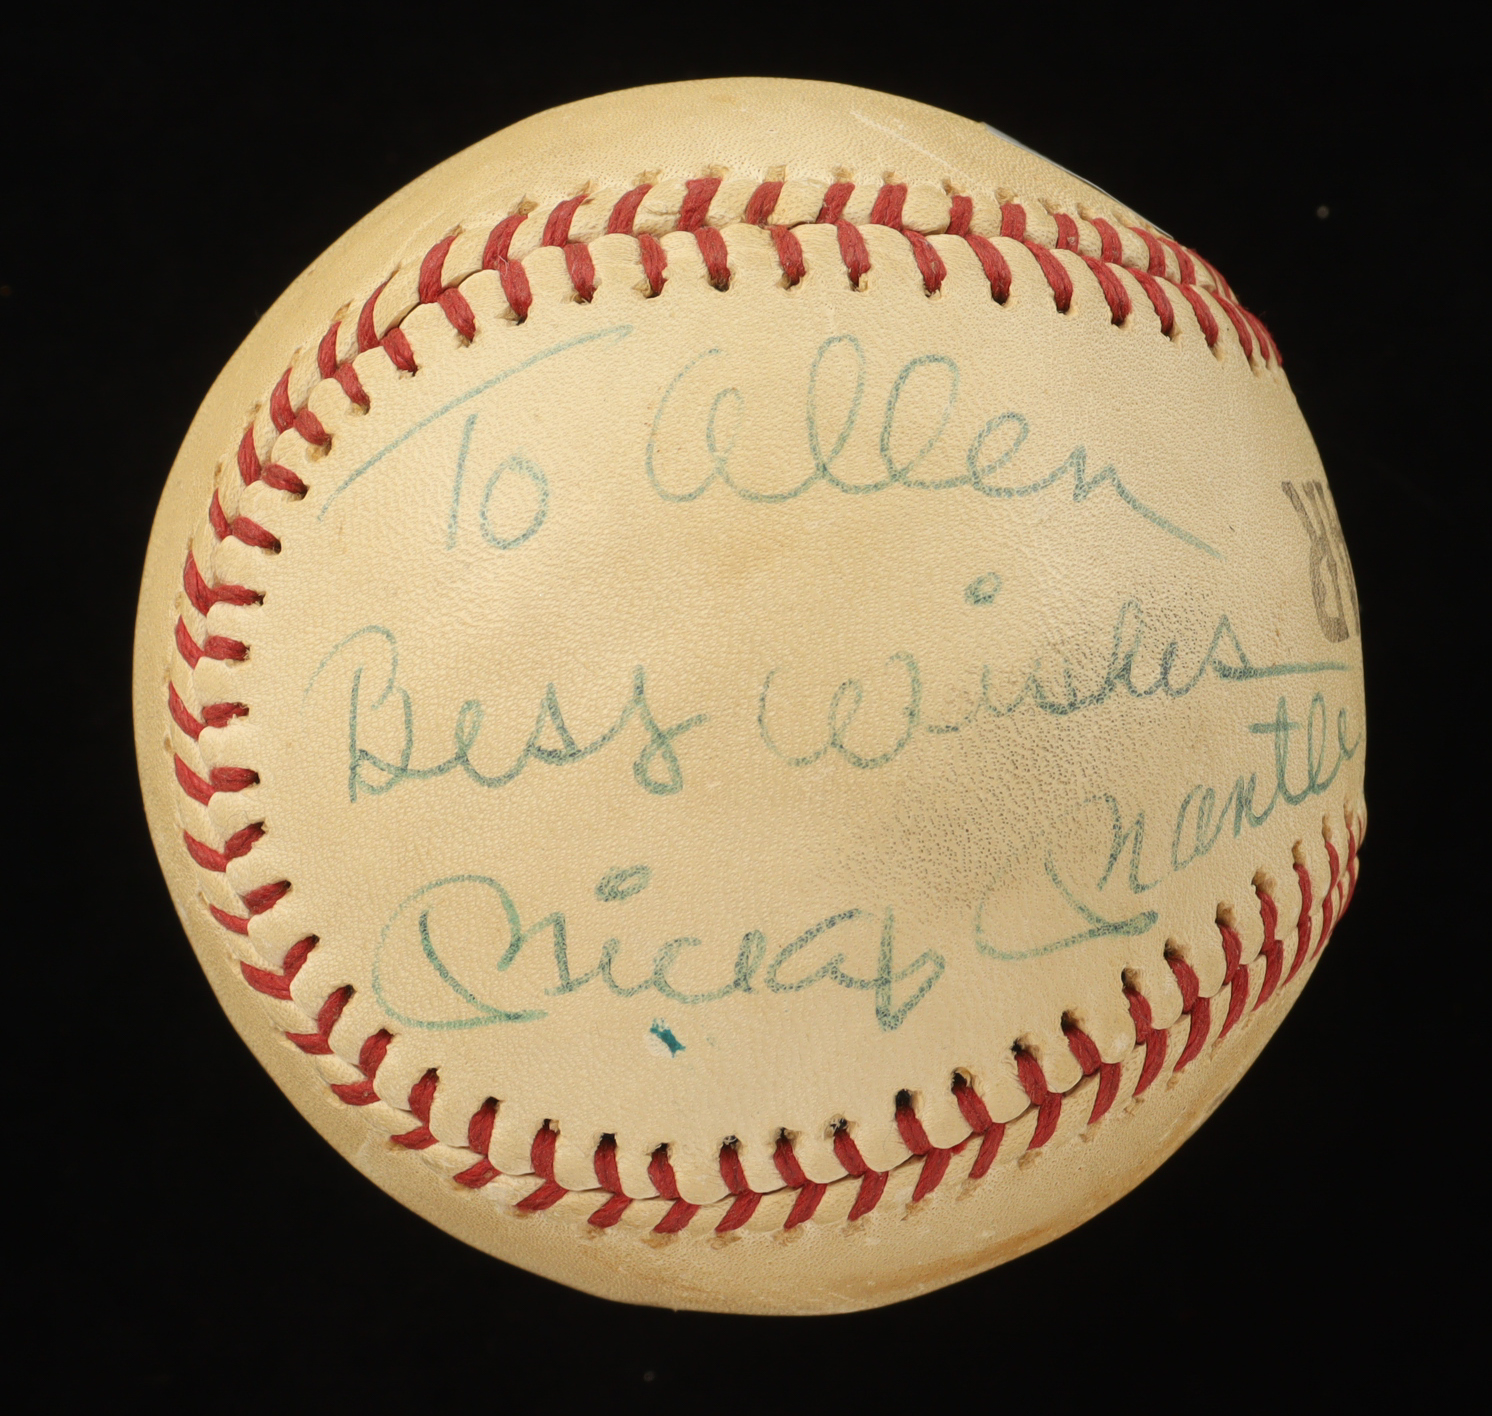 To Allen
Best Wishes
Mickey Mantle